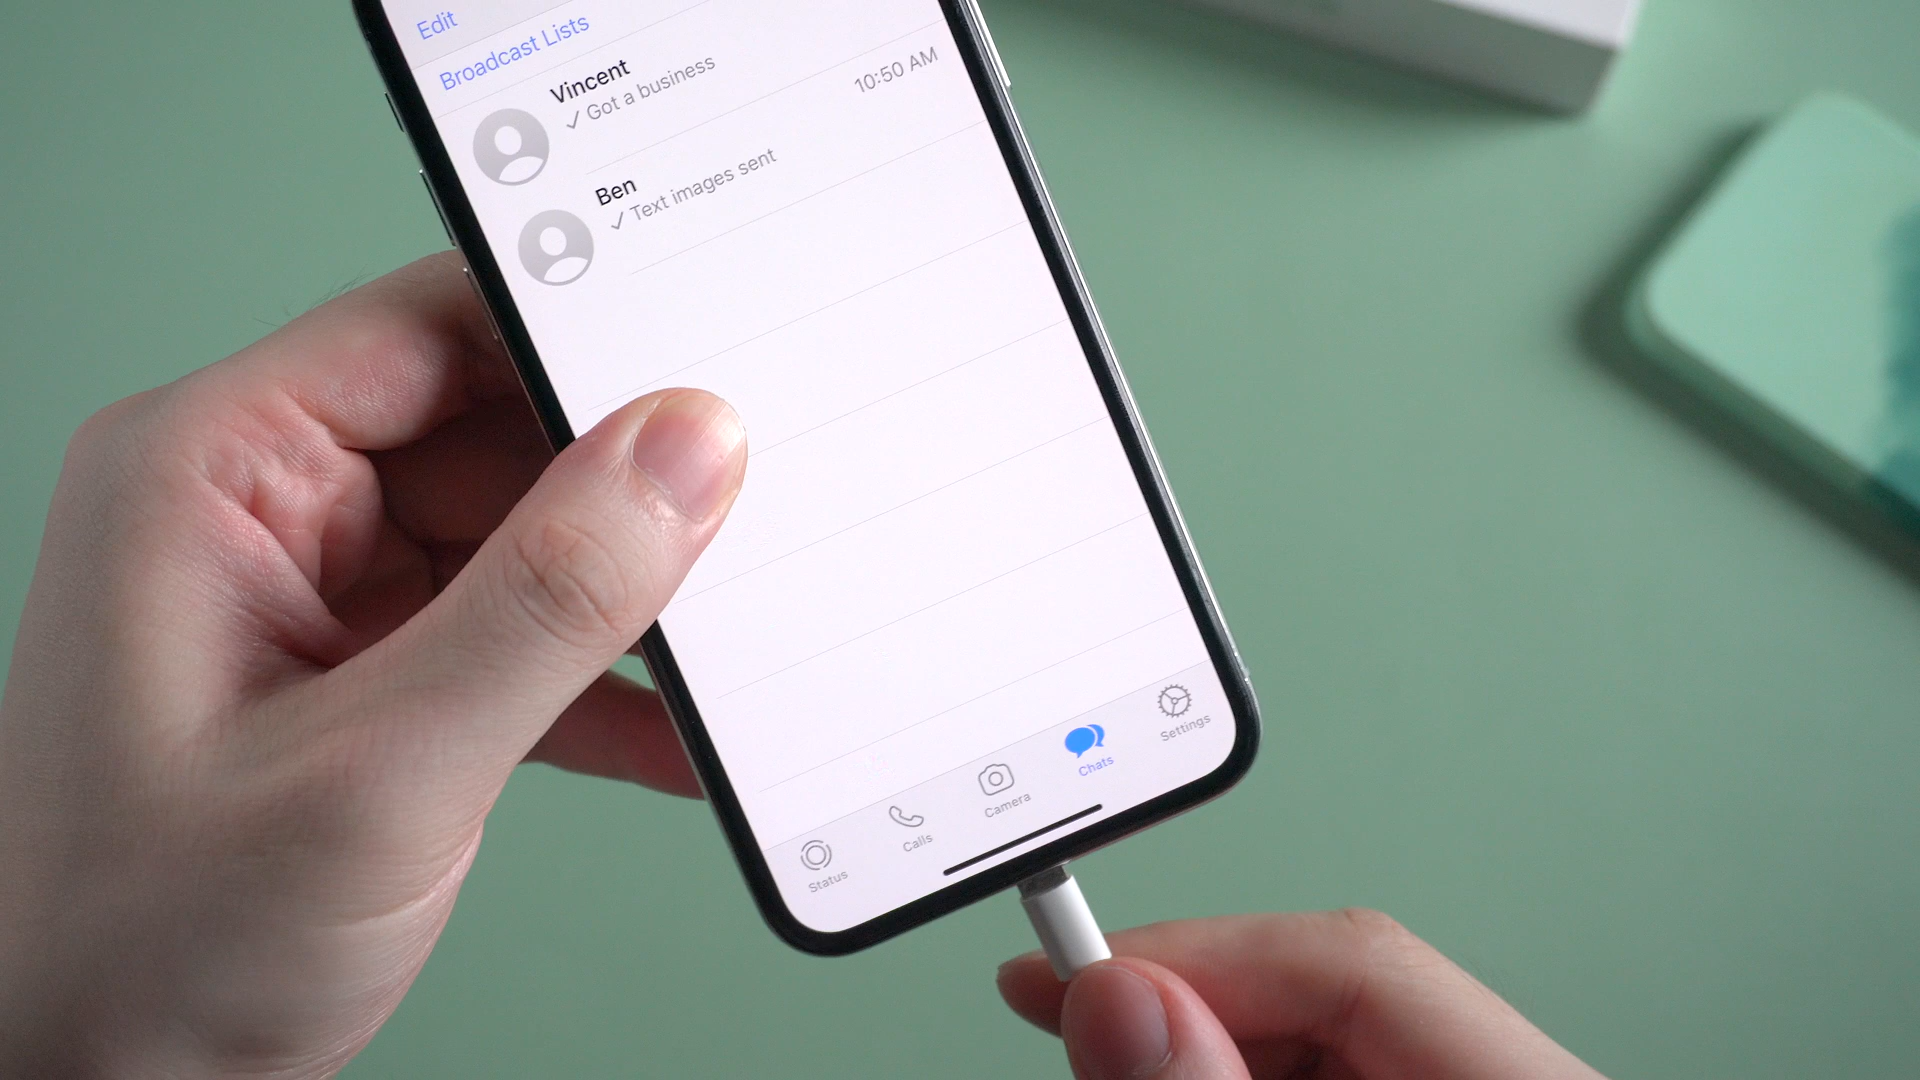 Edit
Broadcast Lists
Vincent
✓ Got a business
10:50 AM
Ben
✓ Text images sent
Status
Calls
Camera
Chats
Settings